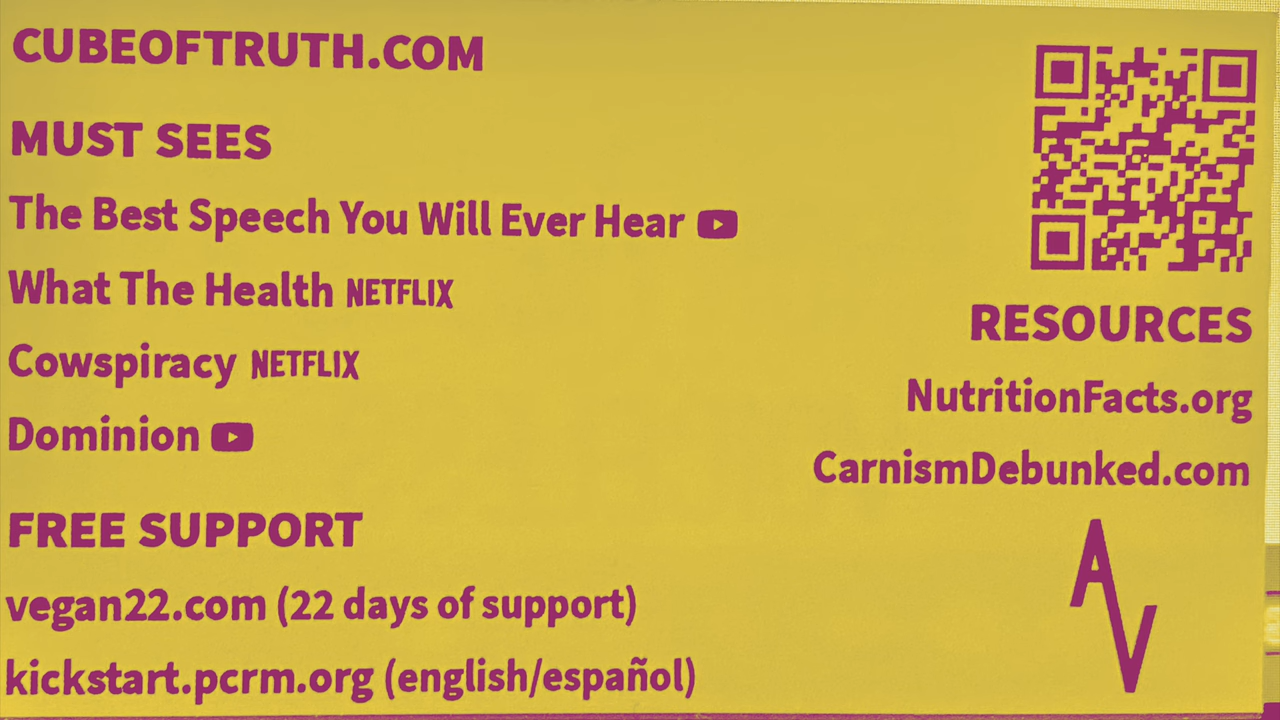 CUBEOFTRUTH.COM
MUST SEES
The Best Speech You Will Ever Hear
What The Health NETFLIX
Cowspiracy NETFLIX
Dominion
FREE SUPPORT
vegan22.com (22 days of support)
kickstart.pcrm.org (english/español)
RESOURCES
NutritionFacts.org
CarnismDebunked.com
AV